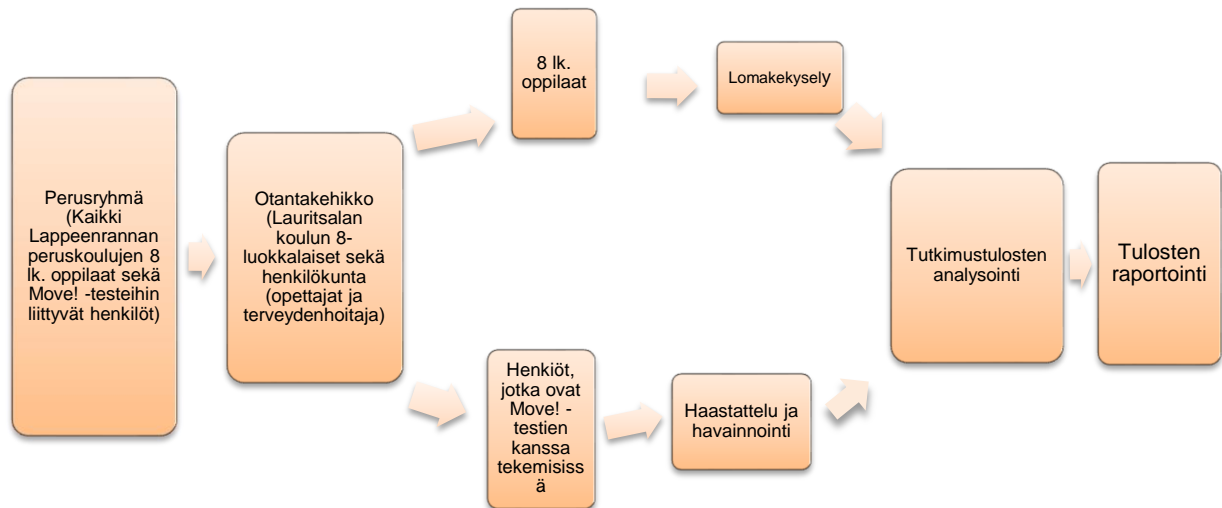 Perusryhmä
(Kaikki
Lappeenrannan
peruskoulujen 8
lk. oppilaat sekä
Move! -testeihin
liittyvät henkilöt)
Otantakehikko
(Lauritsalan
koulun 8-
luokkalaiset sekä
henkilökunta
(opettajat ja
terveydenhoitaja)
8 lk.
oppilaat
Lomakekysely
Henkiöt,
jotka ovat
Move! -
testien
kanssa
tekemisiss
ä
Haastattelu ja
havainnointi
Tutkimustulosten
analysointi
Tulosten
raportointi